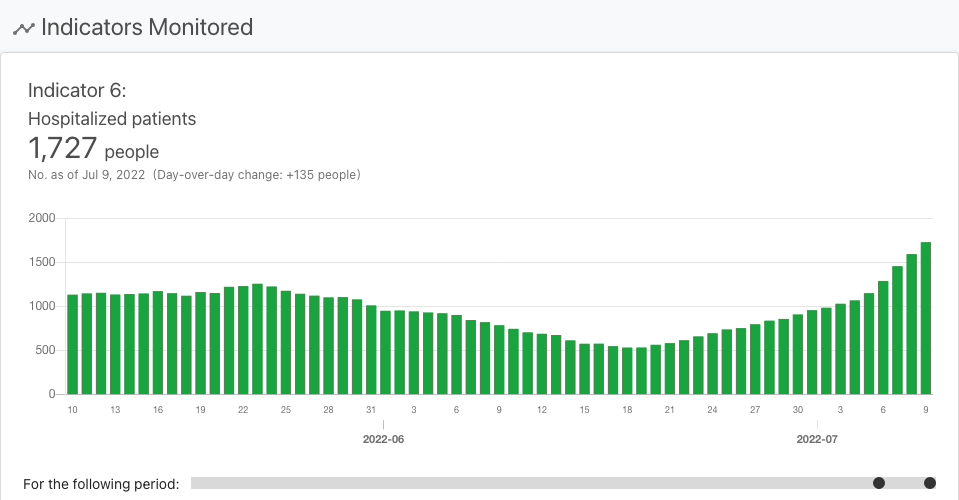 Indicators Monitored
Indicator 6:
Hospitalized patients
1,727 people
No. as of Jul 9, 2022 (Day-over-day change: +135 people)
2000
1500
1000
500
0
10 13 16 19 22 25 28 31 3 6 9 12 15 18 21 24 27 30 3 6 9
2022-06 2022-07
For the following period: